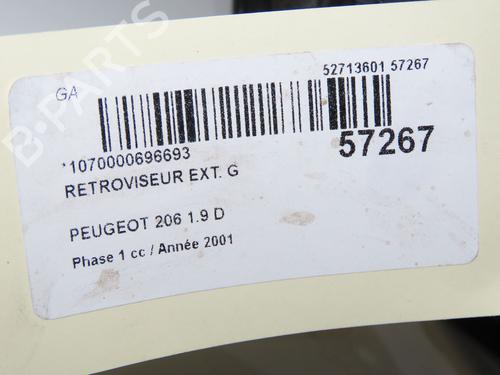 GA
52713601 57267
*1070000696693
57267
RETROVISEUR EXT. G
PEUGEOT 206 1.9 D
Phase 1 cc / Année 2001
B-PARTS